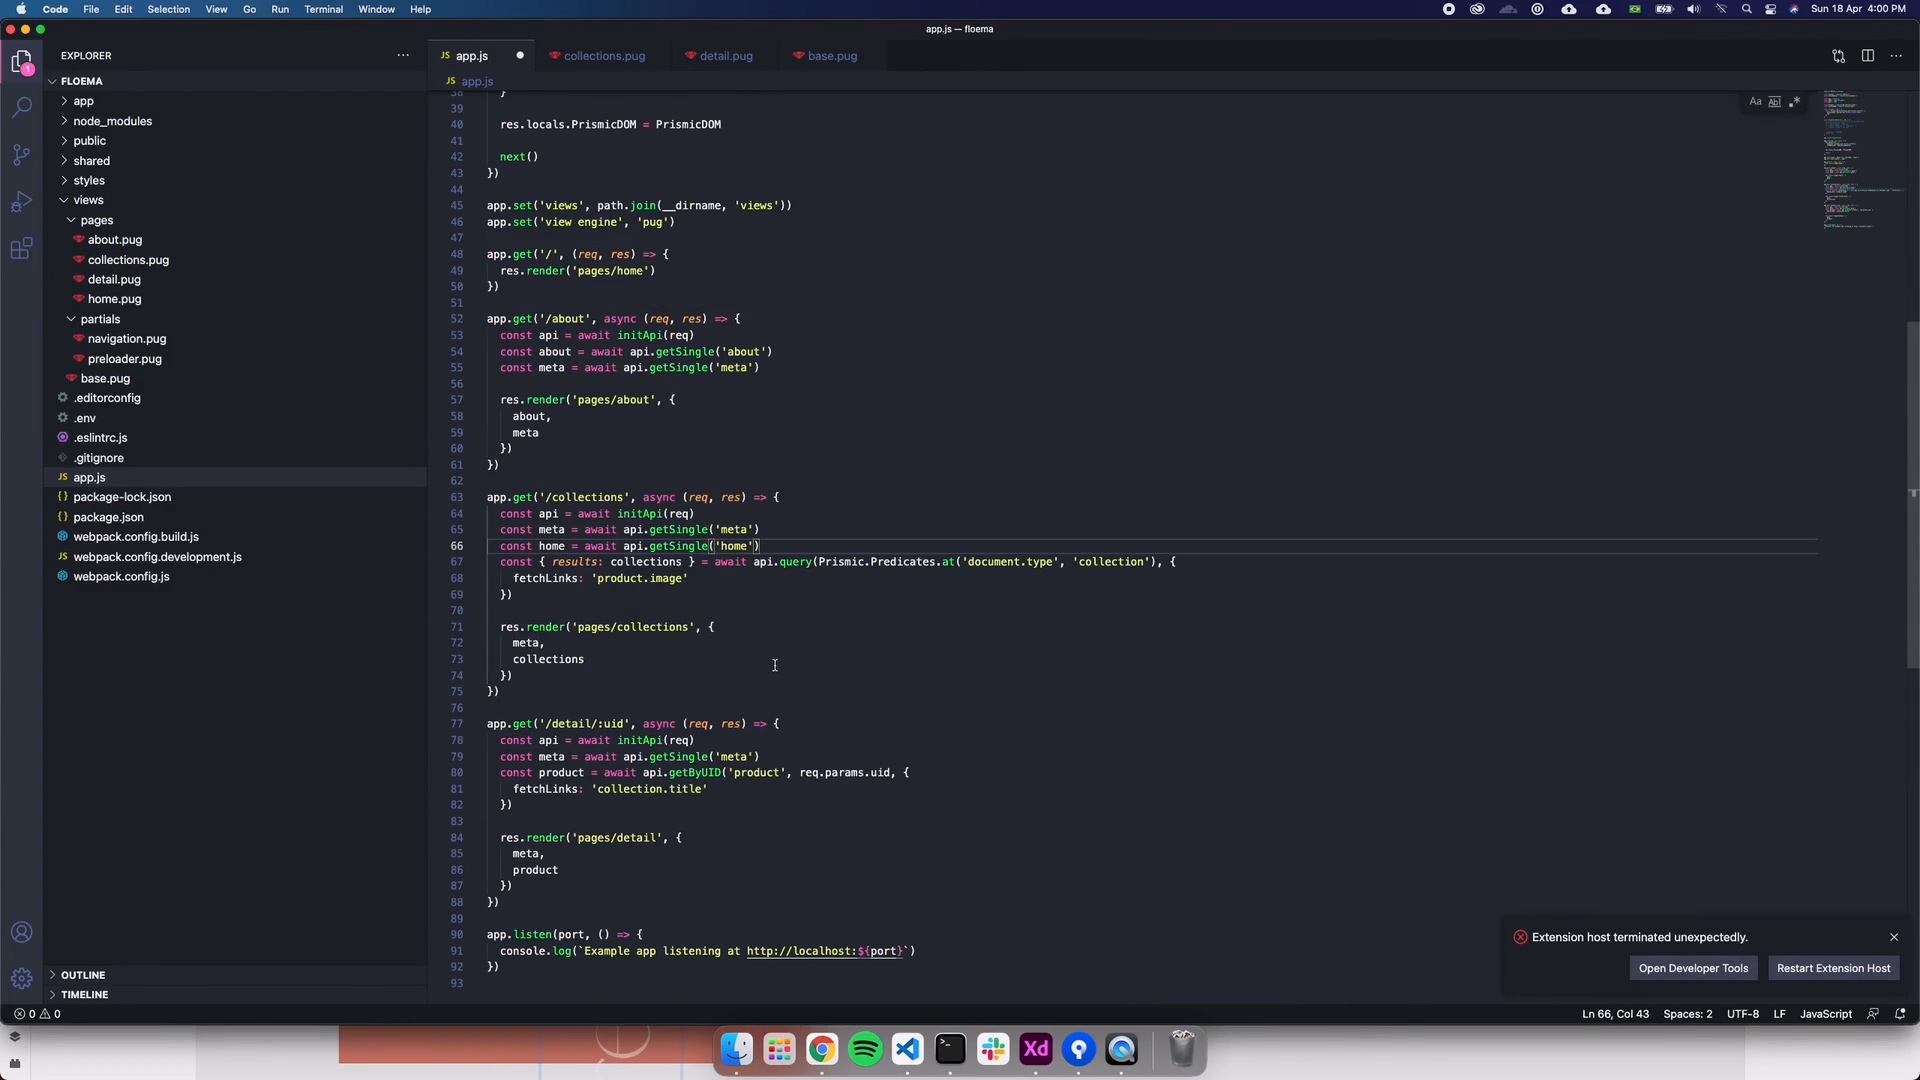 Code File Edit Selection View Go Run Terminal Window Help Sun 18 Apr 4:00 PM
app.js — floema
EXPLORER
FLOEMA
app
node_modules
public
shared
styles
views
pages
about.pug
collections.pug
detail.pug
home.pug
partials
navigation.pug
preloader.pug
base.pug
.editorconfig
.env
.eslintrc.js
.gitignore
JS app.js
package-lock.json
package.json
webpack.config.build.js
JS webpack.config.development.js
webpack.config.js
OUTLINE
TIMELINE
JS app.js collections.pug detail.pug base.pug
JS app.js
38 }
39
40 res.locals.PrismicDOM = PrismicDOM
41
42 next()
43 })
44
45 app.set('views', path.join(__dirname, 'views'))
46 app.set('view engine', 'pug')
47
48 app.get('/', (req, res) => {
49 res.render('pages/home')
50 })
51
52 app.get('/about', async (req, res) => {
53 const api = await initApi(req)
54 const about = await api.getSingle('about')
55 const meta = await api.getSingle('meta')
56
57 res.render('pages/about', {
58 about,
59 meta
60 })
61 })
62
63 app.get('/collections', async (req, res) => {
64 const api = await initApi(req)
65 const meta = await api.getSingle('meta')
66 const home = await api.getSingle('home')
67 const { results: collections } = await api.query(Prismic.Predicates.at('document.type', 'collection'), {
68 fetchLinks: 'product.image'
69 })
70
71 res.render('pages/collections', {
72 meta,
73 collections
74 })
75 })
76
77 app.get('/detail/:uid', async (req, res) => {
78 const api = await initApi(req)
79 const meta = await api.getSingle('meta')
80 const product = await api.getByUID('product', req.params.uid, {
81 fetchLinks: 'collection.title'
82 })
83
84 res.render('pages/detail', {
85 meta,
86 product
87 })
88 })
89
90 app.listen(port, () => {
91 console.log(`Example app listening at http://localhost:${port}`)
92 })
93
Aa Abl .*
Extension host terminated unexpectedly.
Open Developer Tools Restart Extension Host
0 0 Ln 66, Col 43 Spaces: 2 UTF-8 LF JavaScript
Xd